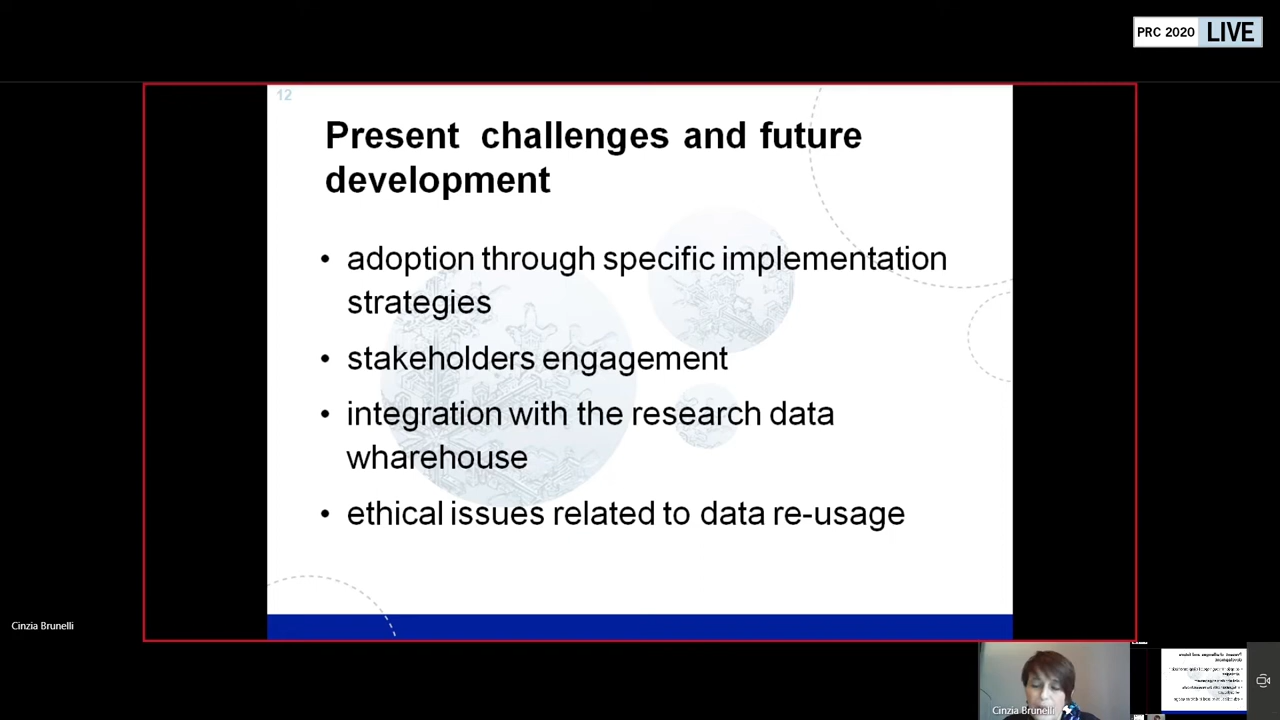 PRC 2020 LIVE
12
Present challenges and future
development
• adoption through specific implementation
strategies
• stakeholders engagement
• integration with the research data
wharehouse
• ethical issues related to data re-usage
Cinzia Brunelli
Cinzia Brunelli